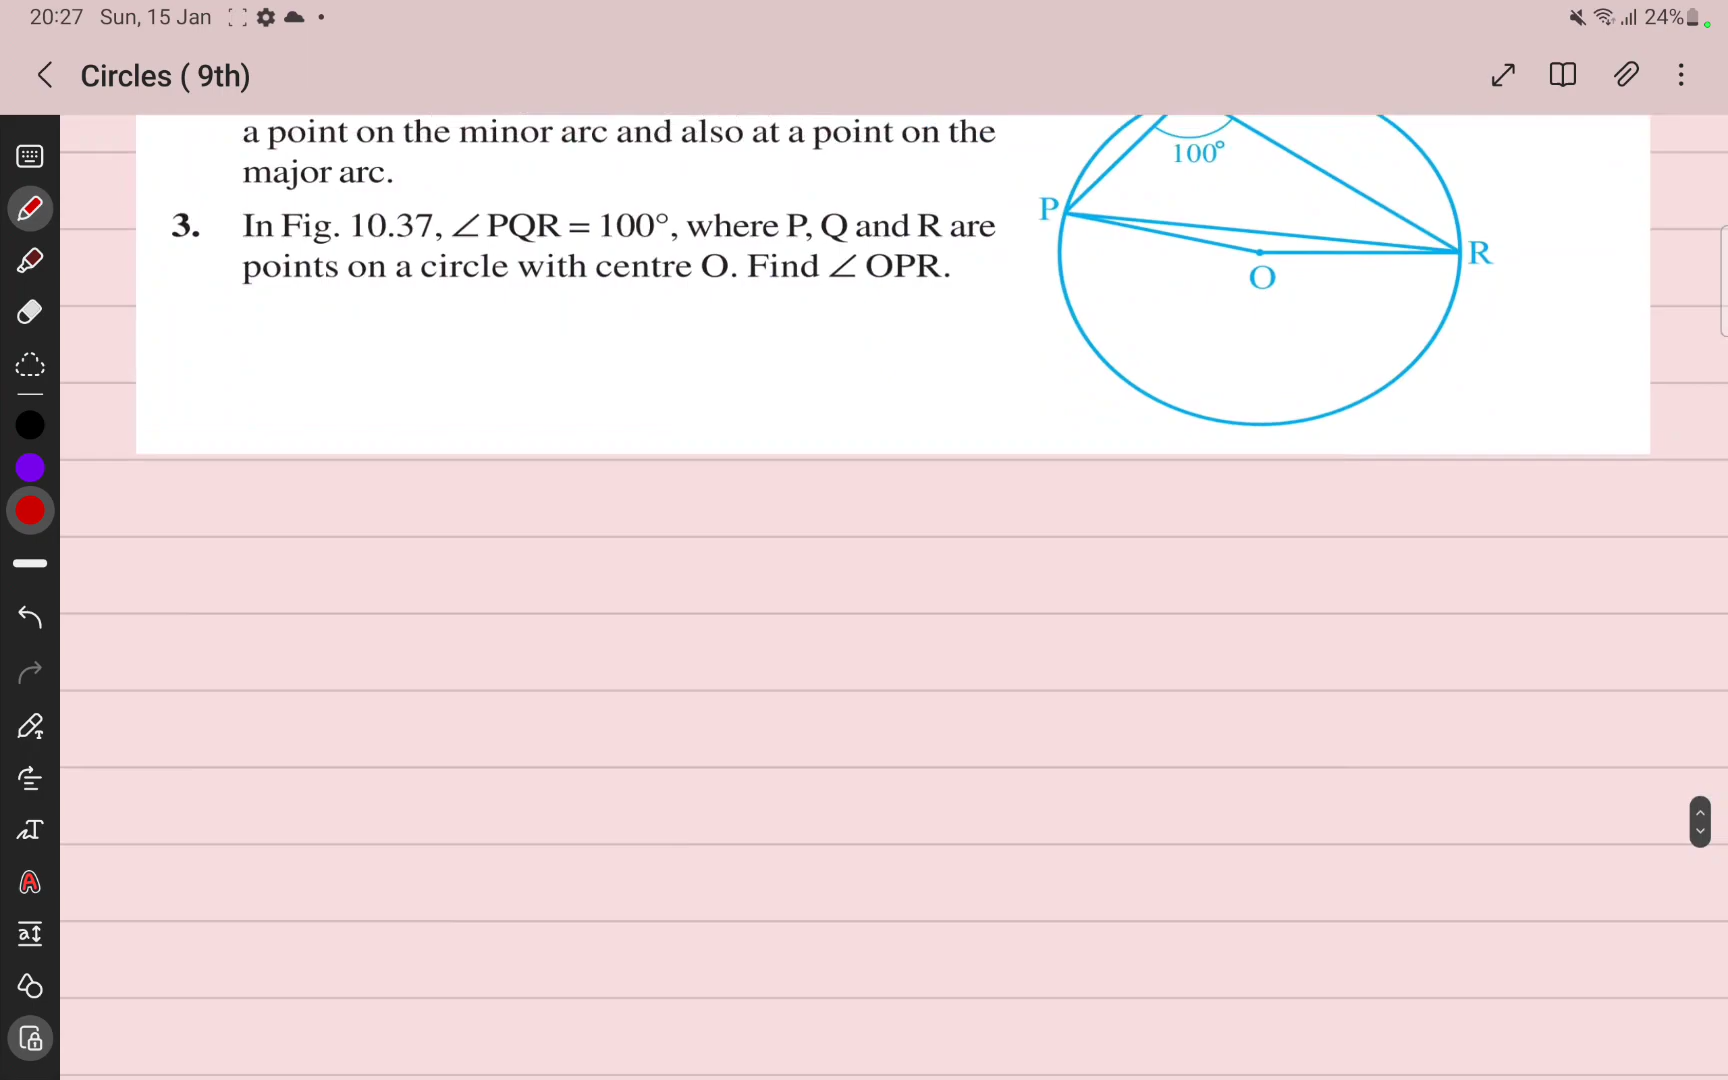 20:27 Sun, 15 Jan
24%
Circles ( 9th)
a point on the minor arc and also at a point on the
major arc.
3. In Fig. 10.37, ∠ PQR = 100°, where P, Q and R are
points on a circle with centre O. Find ∠ OPR.
100°
P
R
O